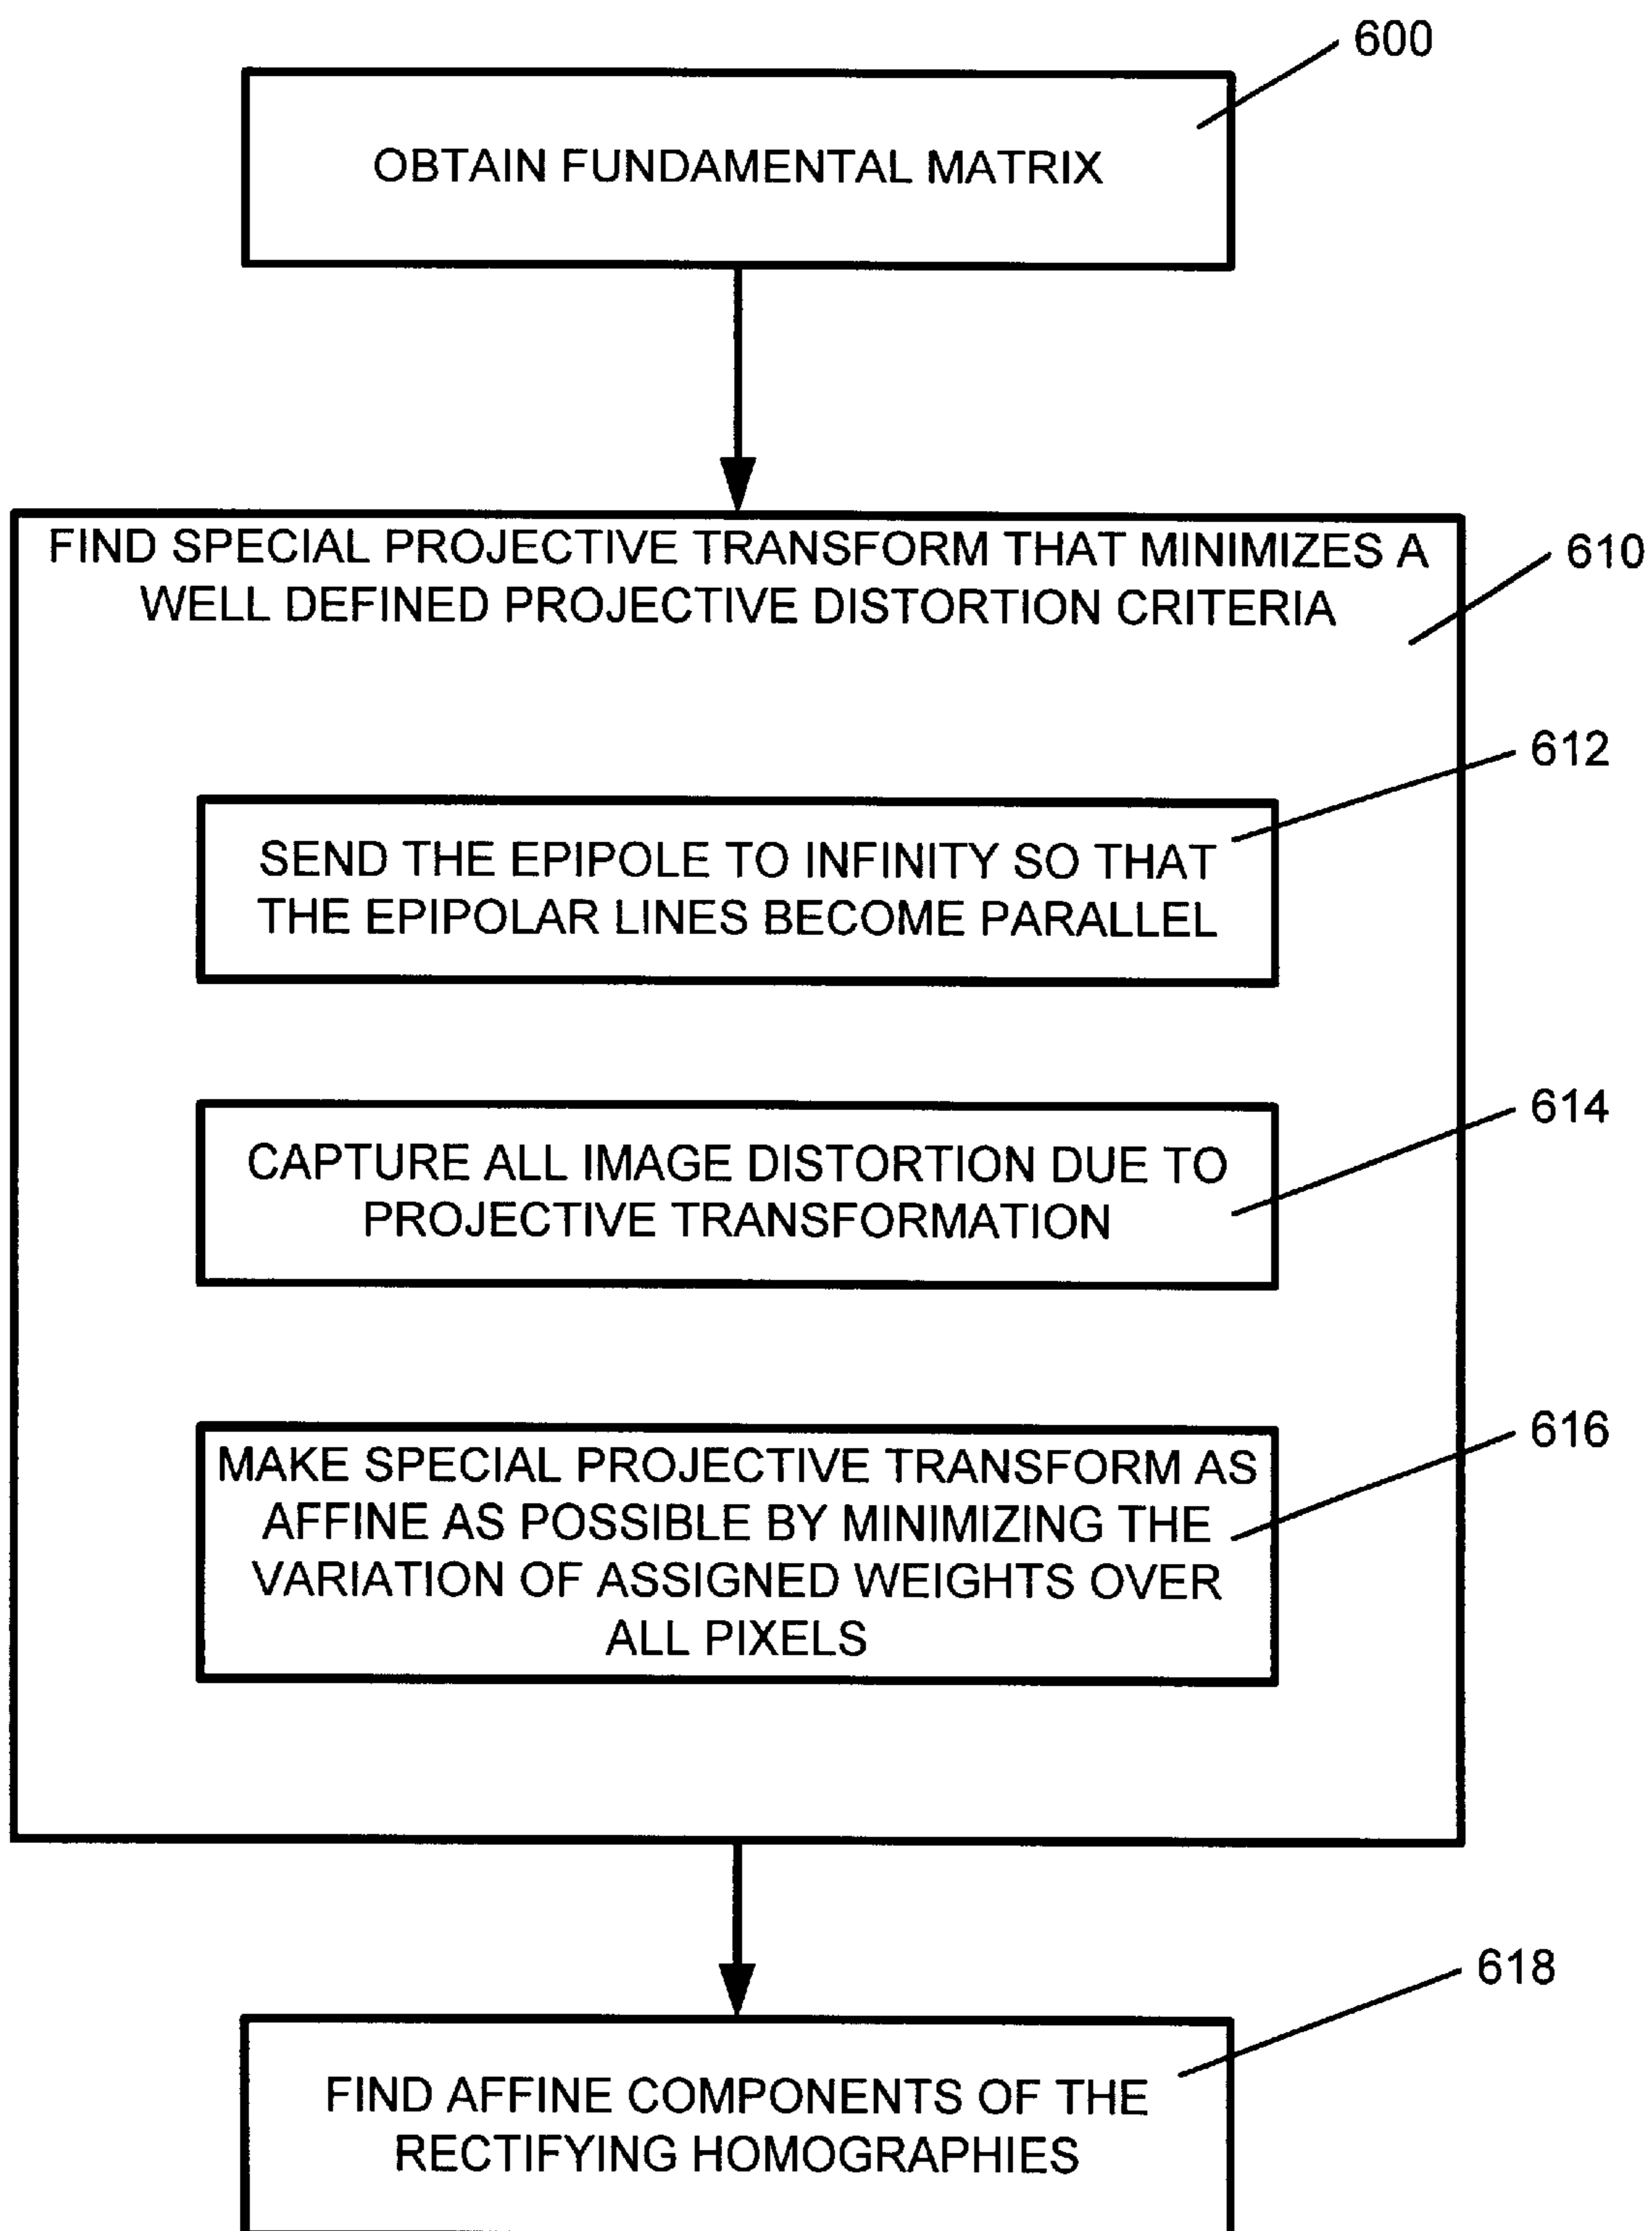 600
OBTAIN FUNDAMENTAL MATRIX
FIND SPECIAL PROJECTIVE TRANSFORM THAT MINIMIZES A
WELL DEFINED PROJECTIVE DISTORTION CRITERIA
610
612
SEND THE EPIPOLE TO INFINITY SO THAT
THE EPIPOLAR LINES BECOME PARALLEL
614
CAPTURE ALL IMAGE DISTORTION DUE TO
PROJECTIVE TRANSFORMATION
616
MAKE SPECIAL PROJECTIVE TRANSFORM AS
AFFINE AS POSSIBLE BY MINIMIZING THE
VARIATION OF ASSIGNED WEIGHTS OVER
ALL PIXELS
618
FIND AFFINE COMPONENTS OF THE
RECTIFYING HOMOGRAPHIES